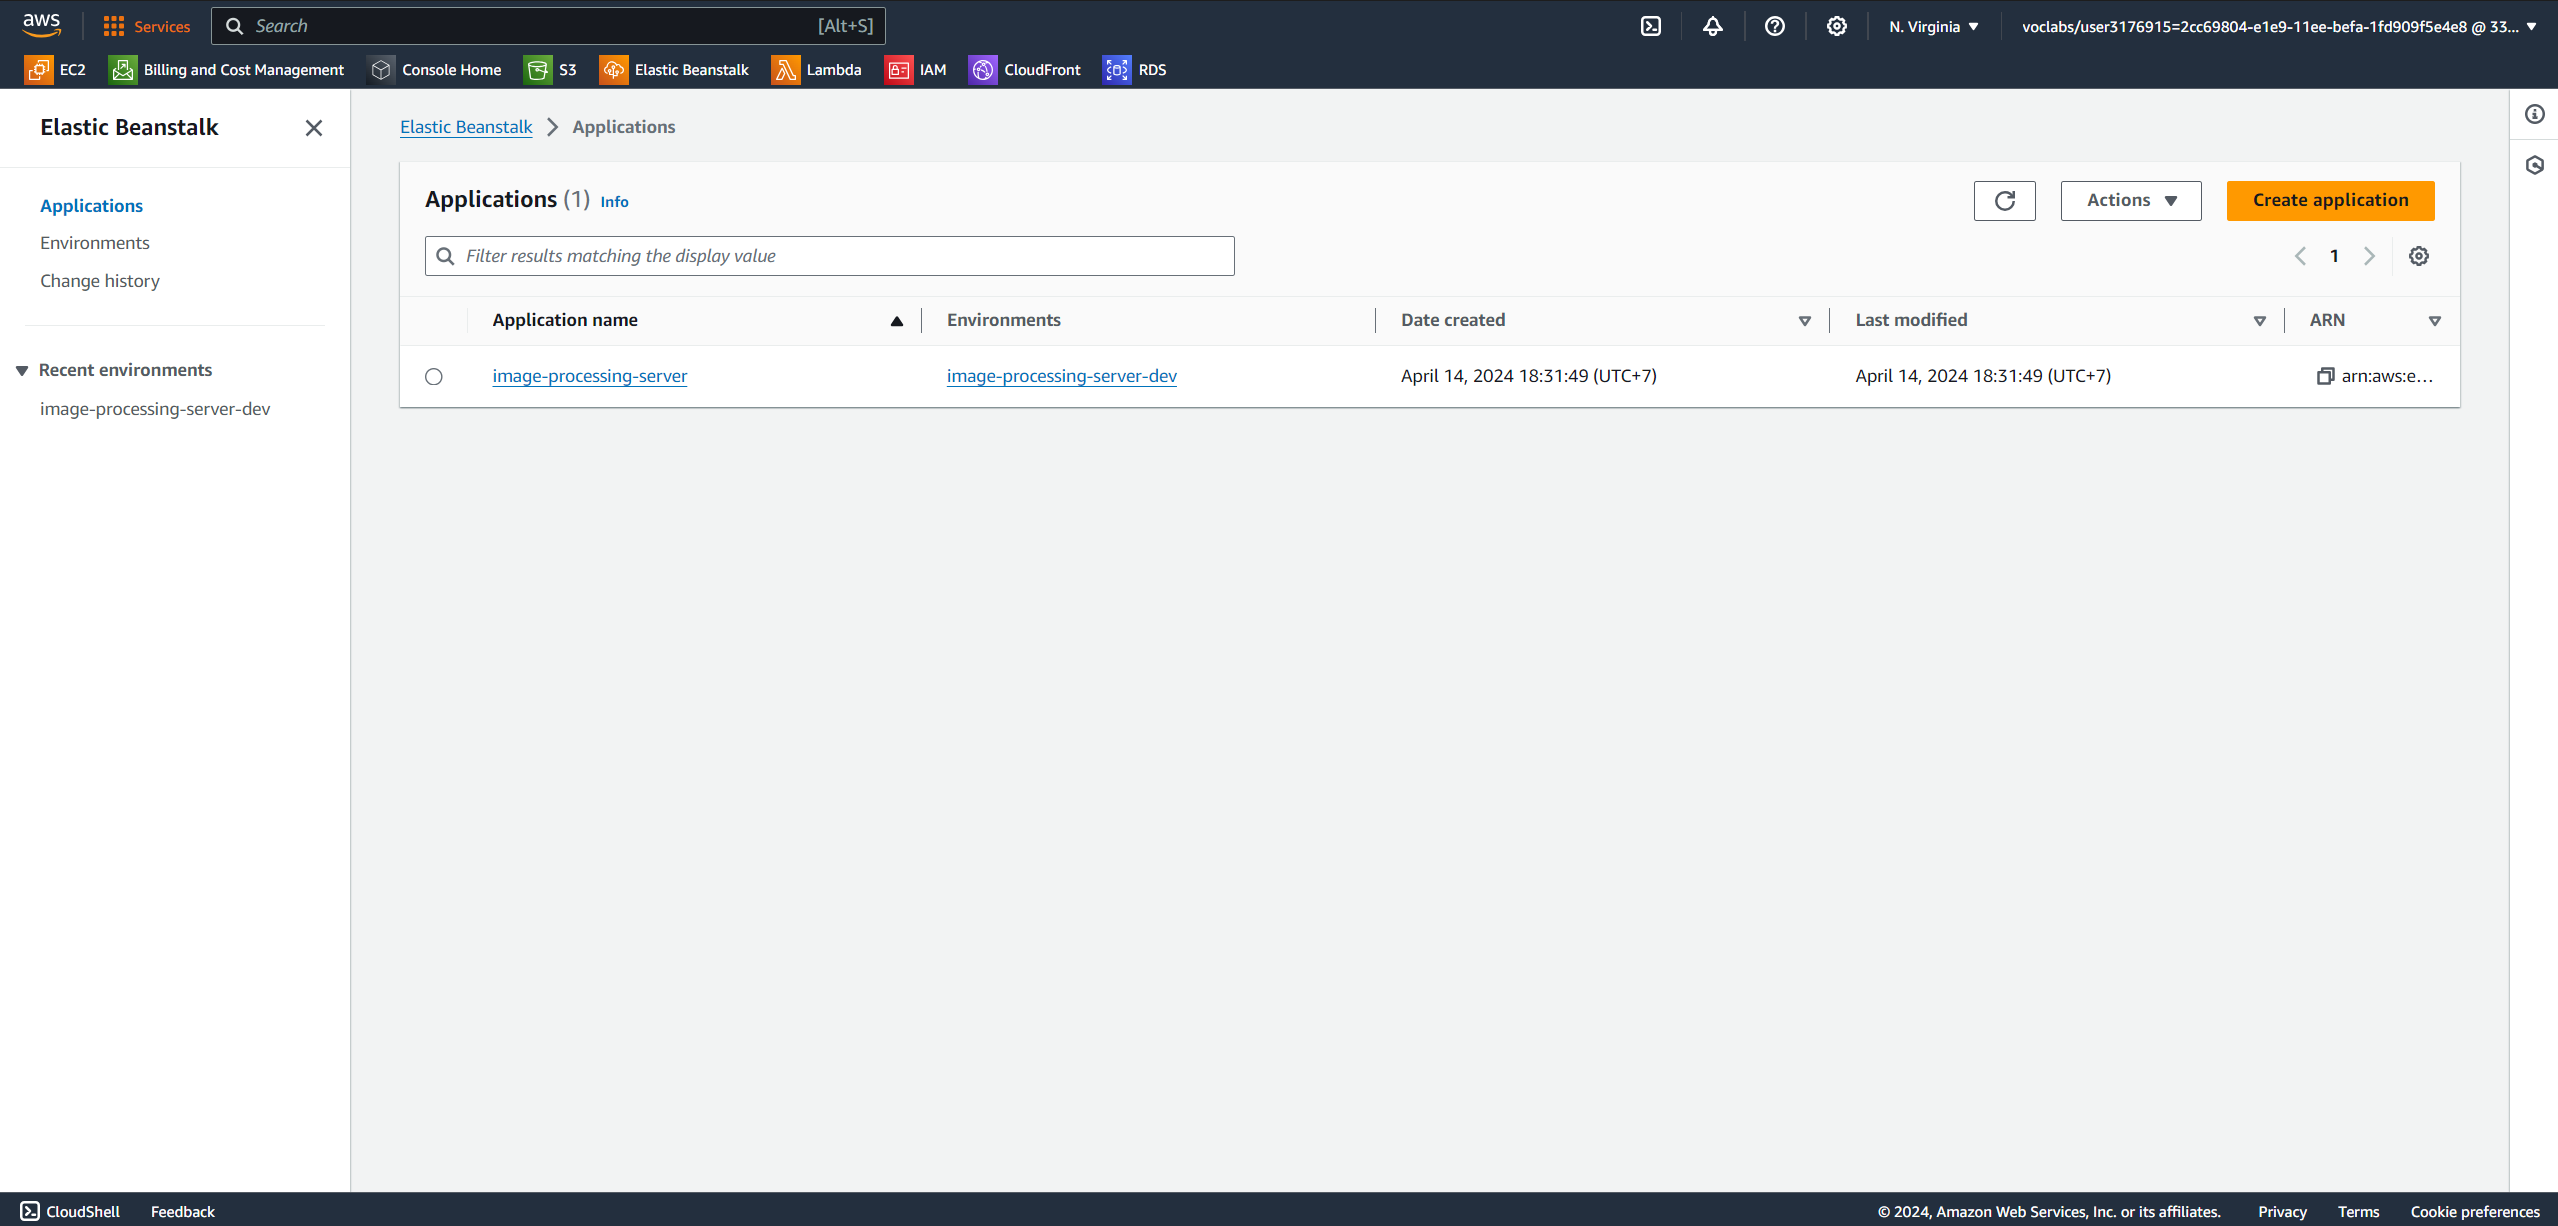 aws Services Search [Alt+S] N. Virginia voclabs/user3176915=2cc69804-e1e9-11ee-befa-1fd909f5e4e8 @ 33...
EC2 Billing and Cost Management Console Home S3 Elastic Beanstalk Lambda IAM CloudFront RDS
Elastic Beanstalk
Applications
Environments
Change history
Recent environments
image-processing-server-dev
Elastic Beanstalk > Applications
Applications (1) Info
Actions
Create application
Filter results matching the display value
1
Application name Environments Date created Last modified ARN
image-processing-server image-processing-server-dev April 14, 2024 18:31:49 (UTC+7) April 14, 2024 18:31:49 (UTC+7) arn:aws:e...
CloudShell Feedback © 2024, Amazon Web Services, Inc. or its affiliates. Privacy Terms Cookie preferences